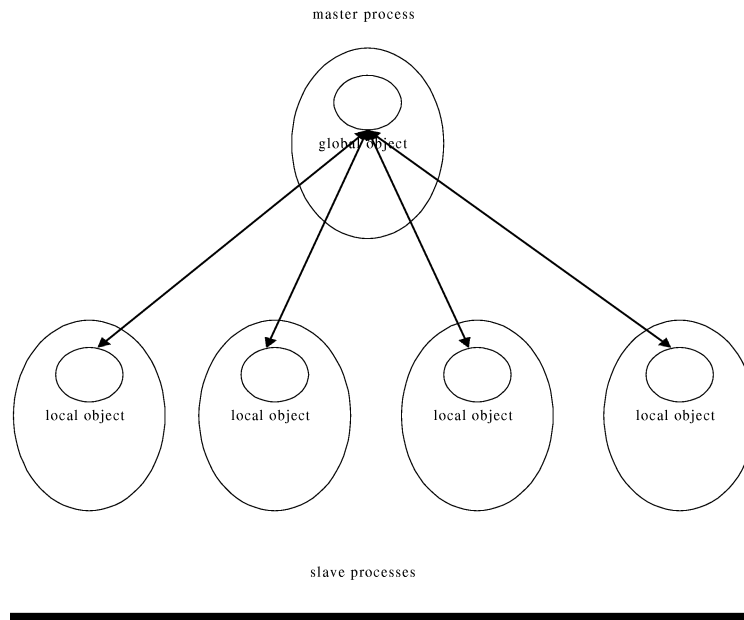 master process
global object
local object
local object
local object
local object
slave processes